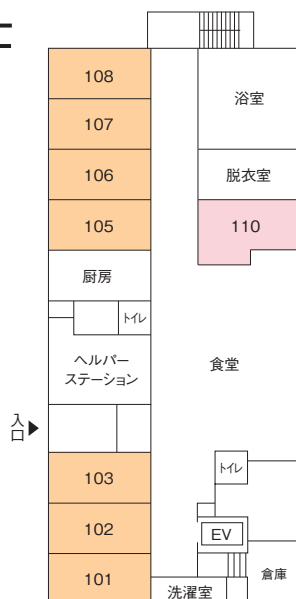 108
浴室
107
106
脱衣室
105
110
厨房
トイレ
ヘルパー
ステーション
食堂
入口
103
トイレ
102
EV
倉庫
101
洗濯室